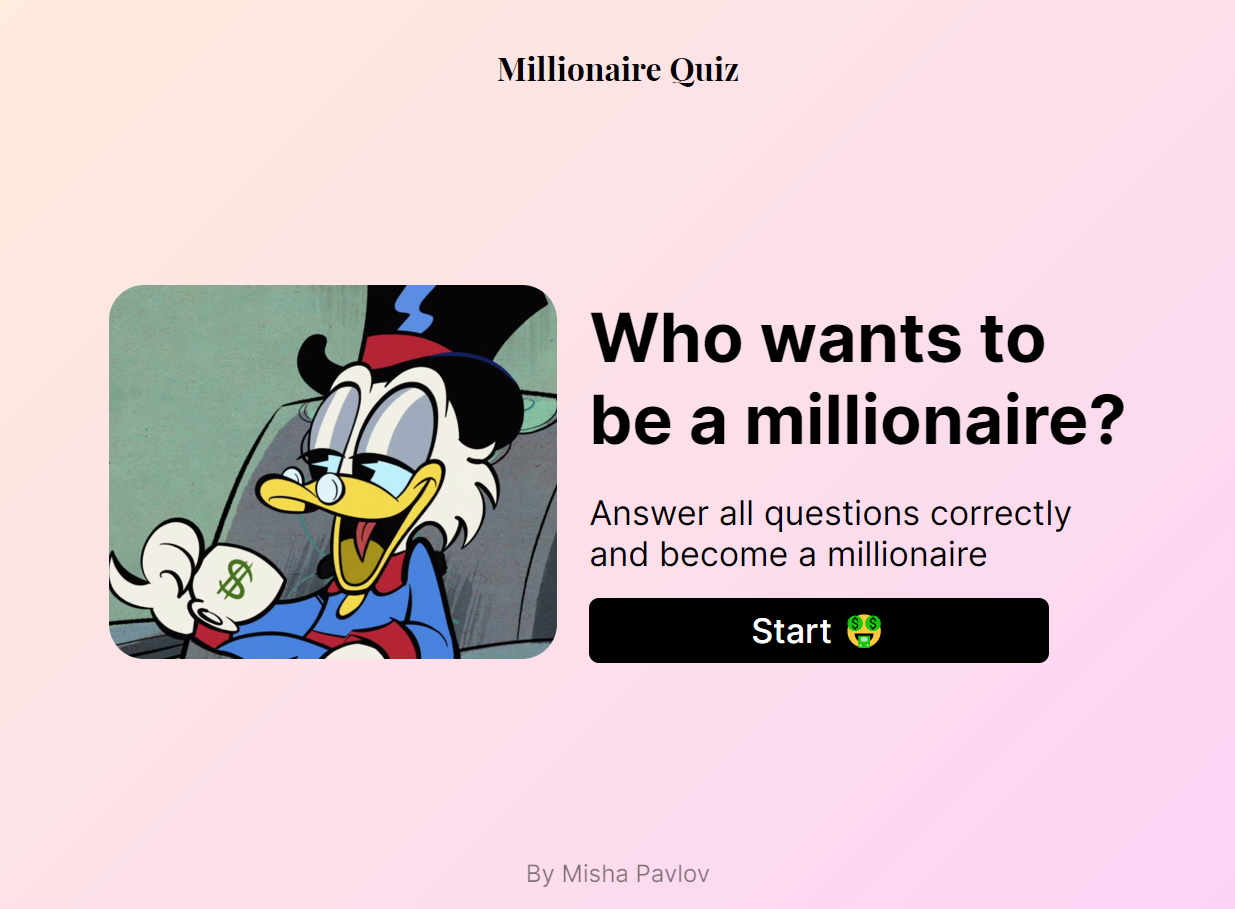 Millionaire Quiz
Who wants to
be a millionaire?
$
Answer all questions correctly
and become a millionaire
Start 🤑
By Misha Pavlov